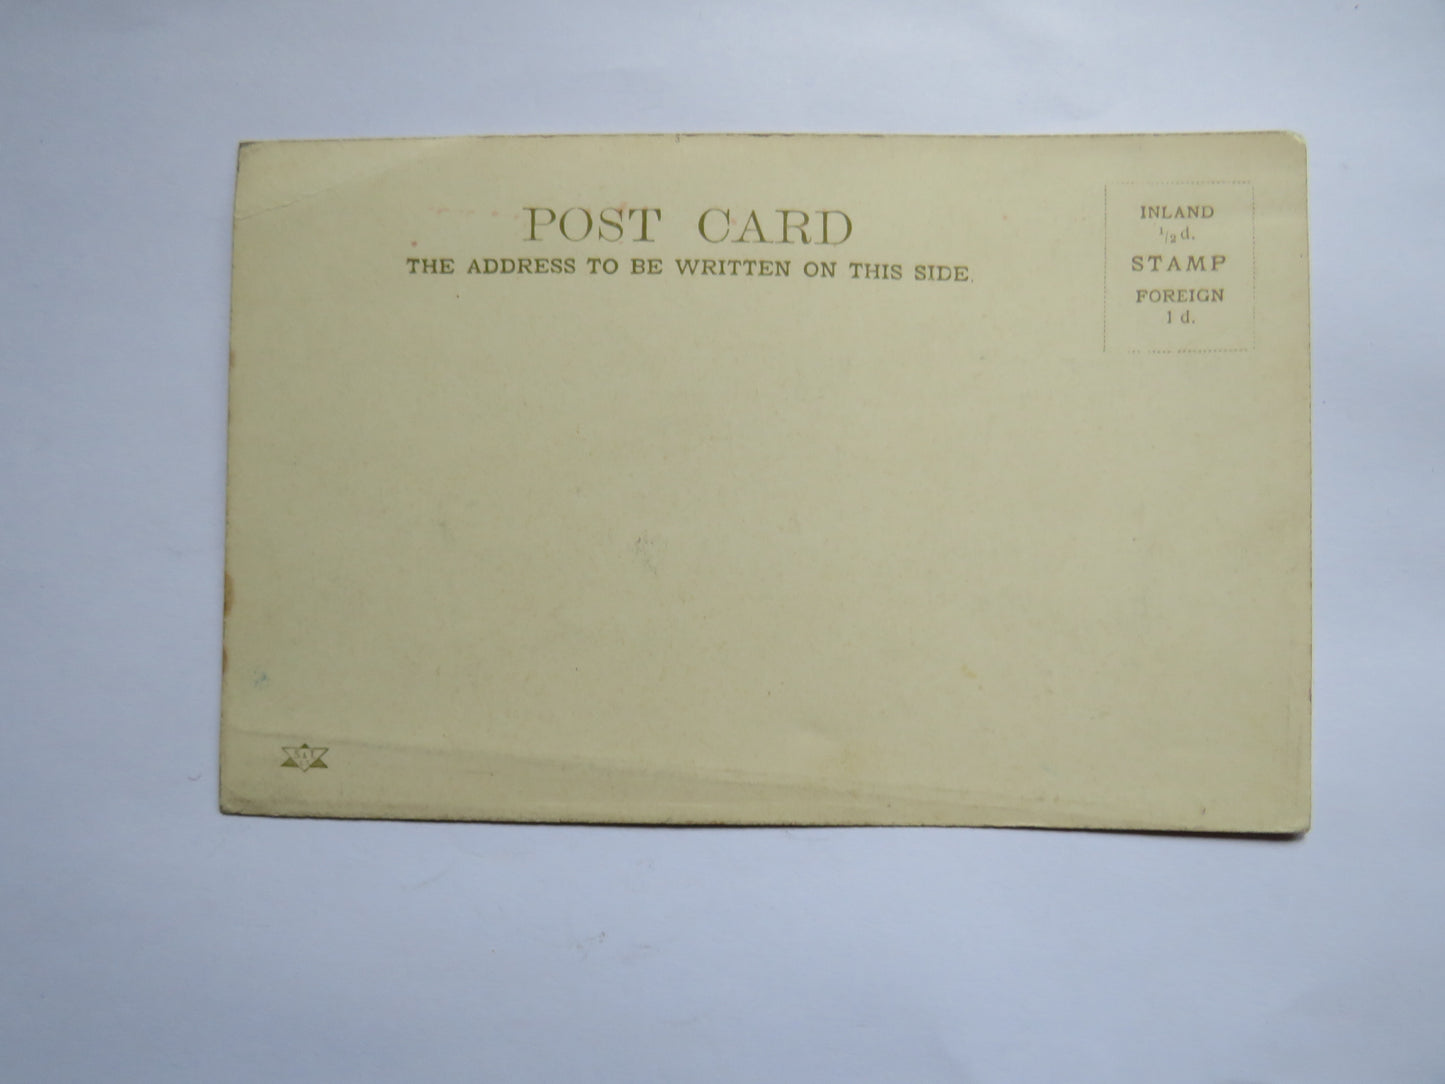 POST CARD
THE ADDRESS TO BE WRITTEN ON THIS SIDE.
INLAND
½ d.
STAMP
FOREIGN
1 d.